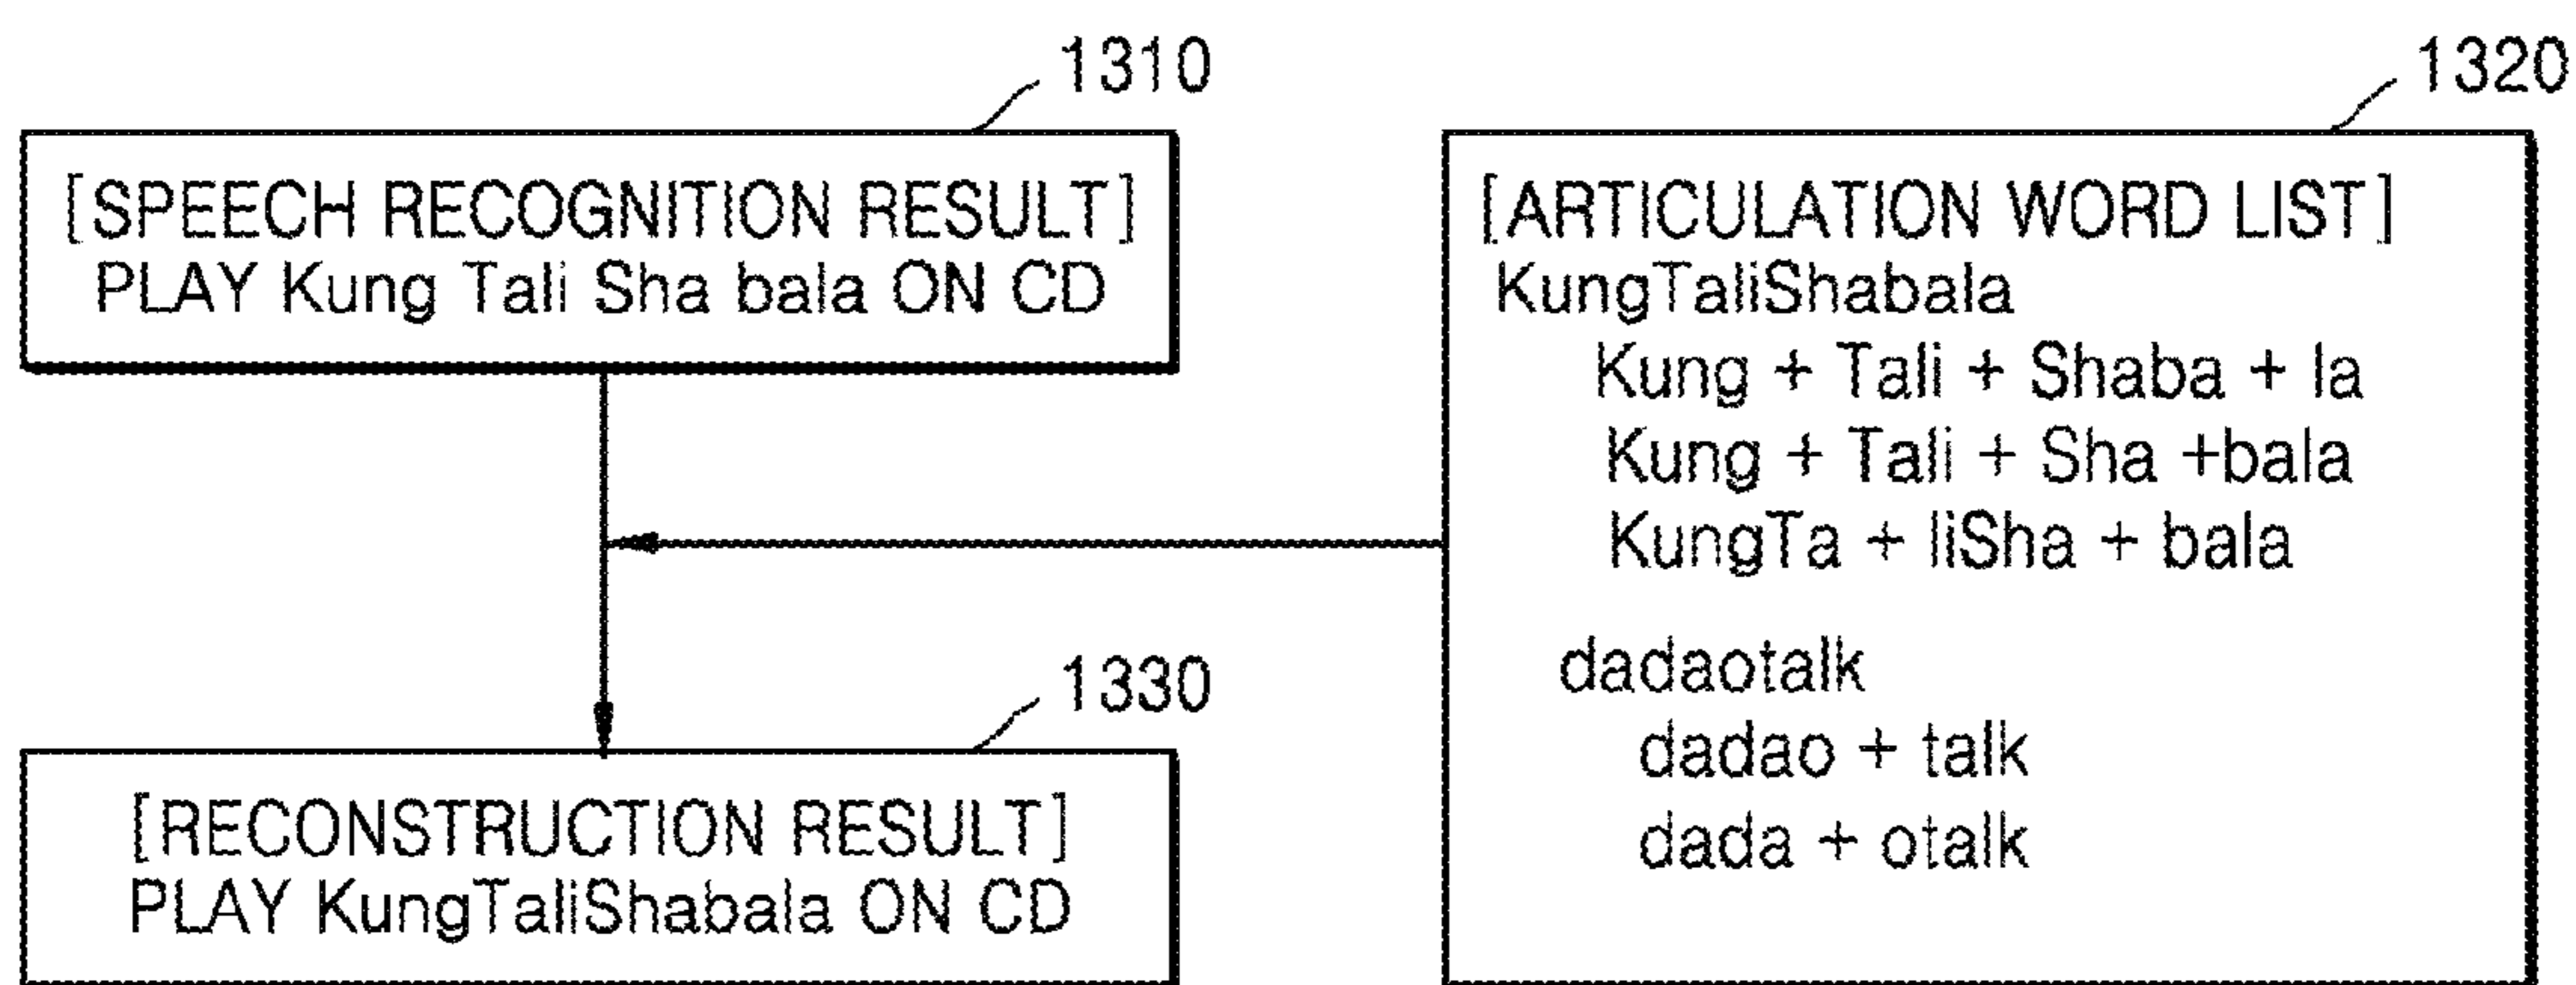 1310
[SPEECH RECOGNITION RESULT]
PLAY Kung Tali Sha bala ON CD
1320
[ARTICULATION WORD LIST]
KungTaliShabala
Kung + Tali + Shaba + la
Kung + Tali + Sha +bala
KungTa + liSha + bala
dadaotalk
dadao + talk
dada + otalk
1330
[RECONSTRUCTION RESULT]
PLAY KungTaliShabala ON CD